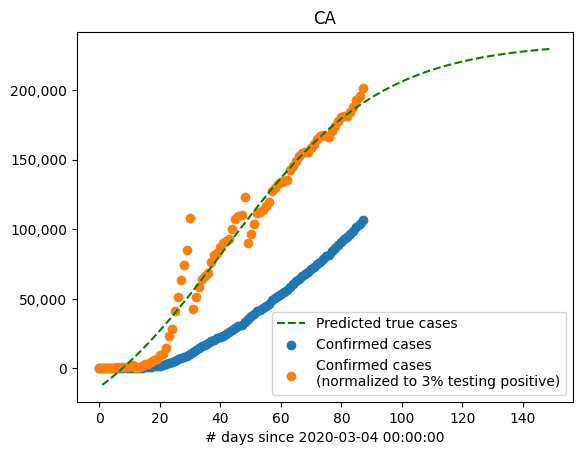 CA
200,000
150,000
100,000
50,000
0
Predicted true cases
Confirmed cases
Confirmed cases
(normalized to 3% testing positive)
0 20 40 60 80 100 120 140
# days since 2020-03-04 00:00:00